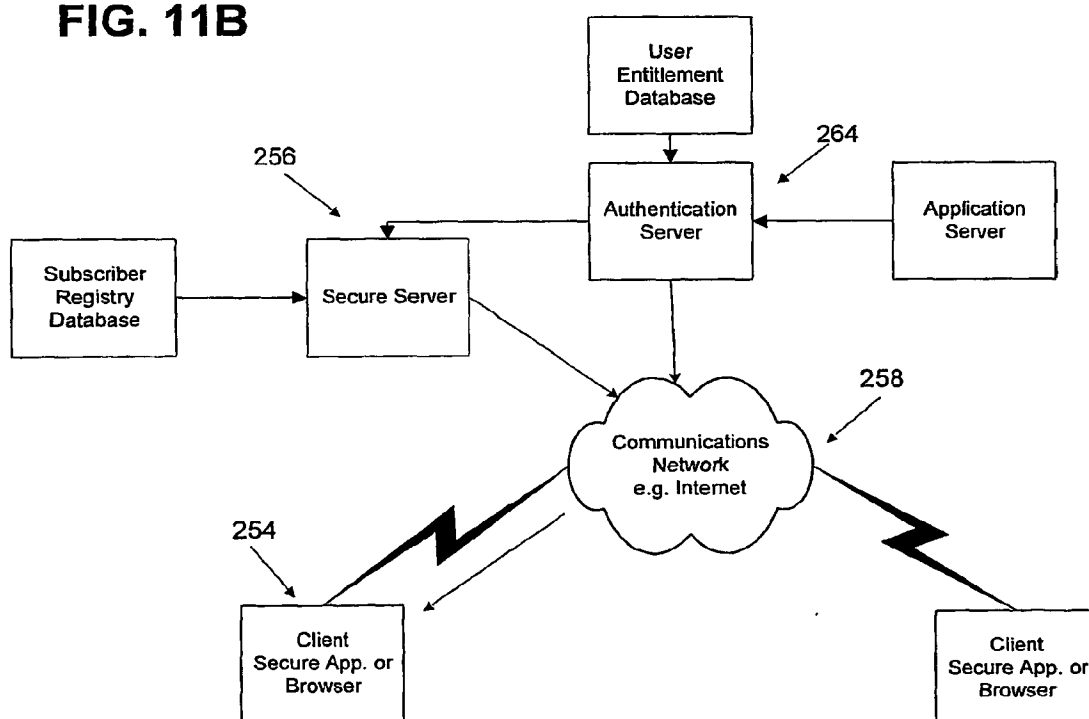 FIG. 11B
User
Entitlement
Database
256
264
Authentication
Server
Application
Server
Subscriber
Registry
Database
Secure Server
258
Communications
Network
e.g. Internet
254
Client
Secure App. or
Browser
Client
Secure App. or
Browser